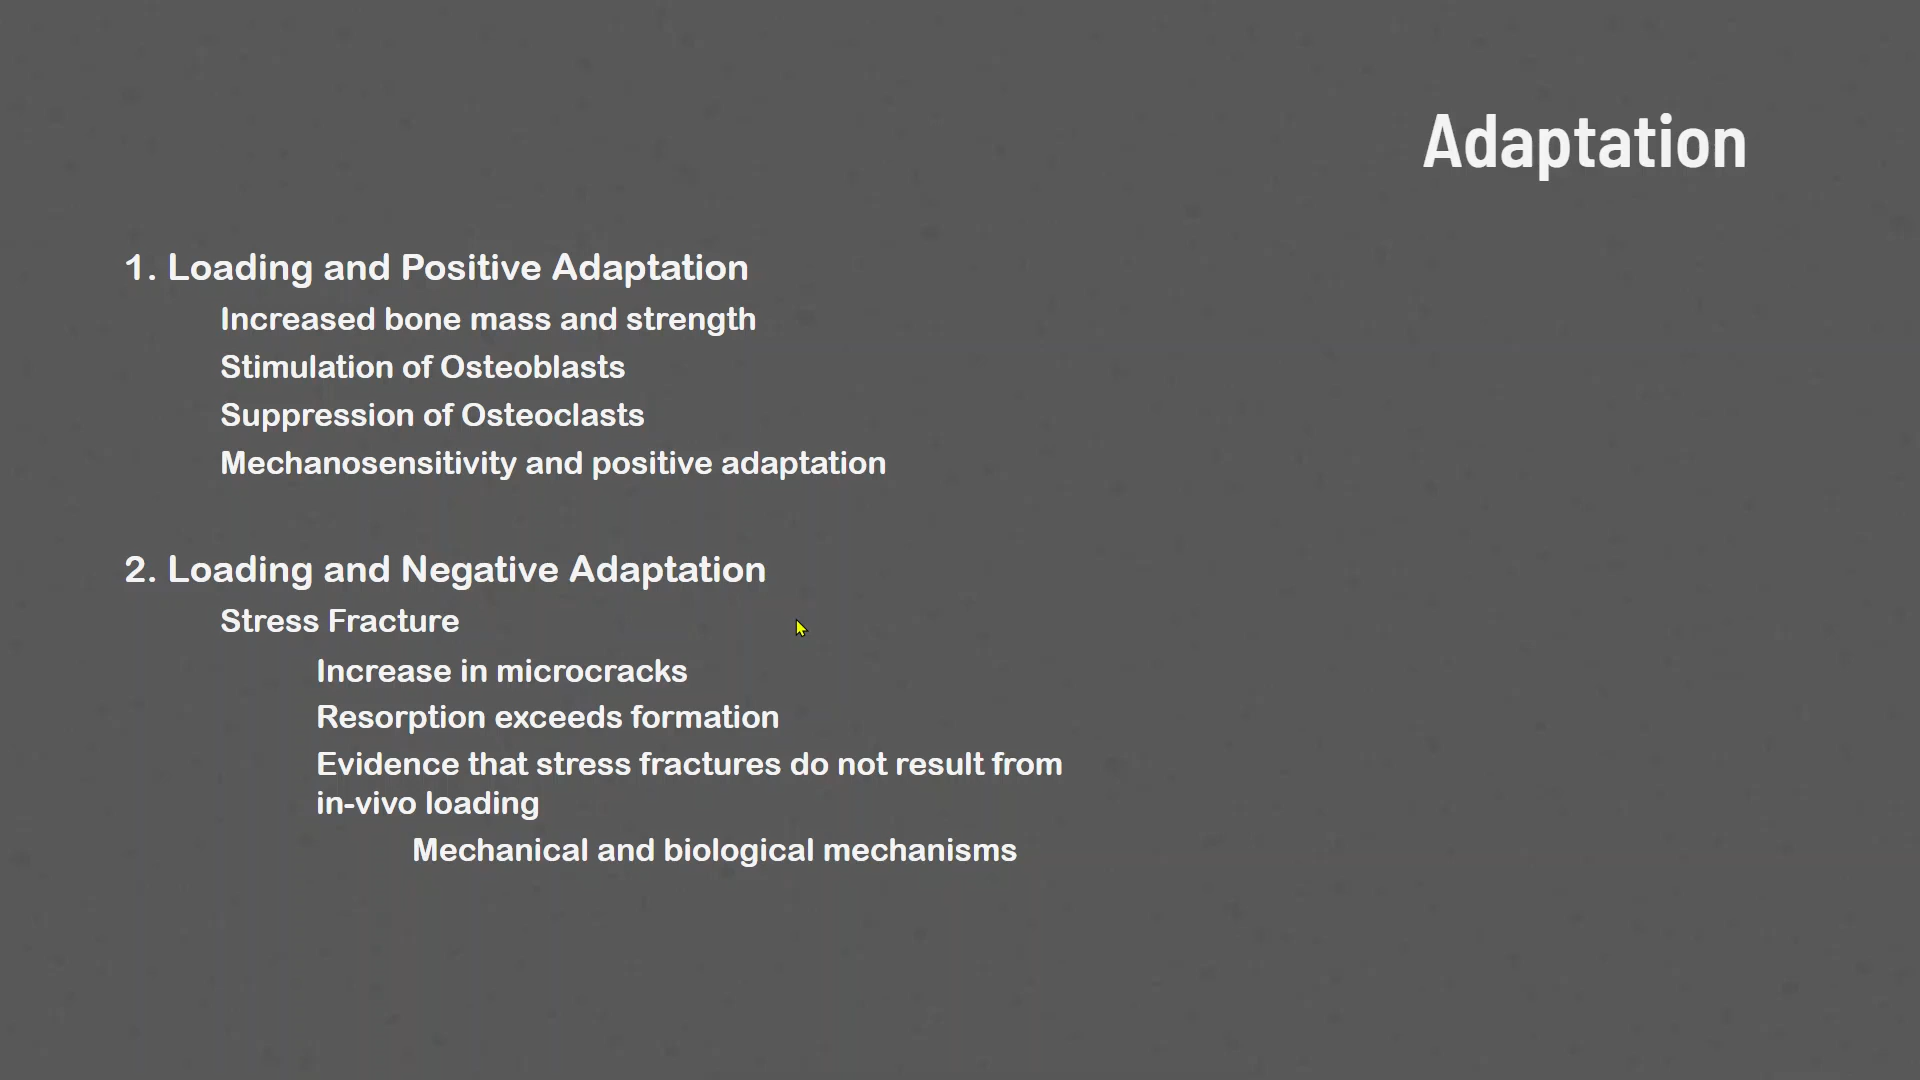 Adaptation
1. Loading and Positive Adaptation
Increased bone mass and strength
Stimulation of Osteoblasts
Suppression of Osteoclasts
Mechanosensitivity and positive adaptation
2. Loading and Negative Adaptation
Stress Fracture
Increase in microcracks
Resorption exceeds formation
Evidence that stress fractures do not result from
in-vivo loading
Mechanical and biological mechanisms